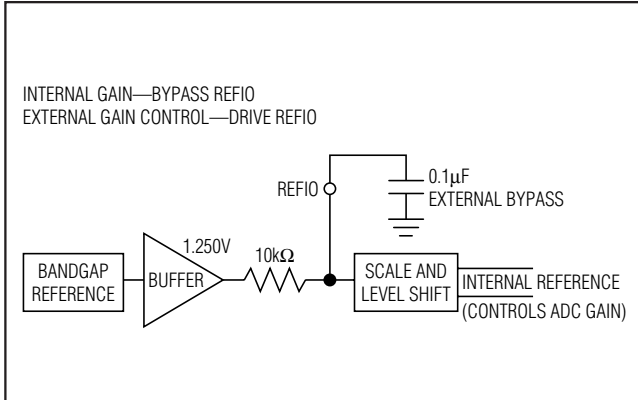 INTERNAL GAIN—BYPASS REFIO
EXTERNAL GAIN CONTROL—DRIVE REFIO
REFIO
0.1µF
EXTERNAL BYPASS
1.250V
10kΩ
BANDGAP
REFERENCE
BUFFER
SCALE AND
LEVEL SHIFT
INTERNAL REFERENCE
(CONTROLS ADC GAIN)